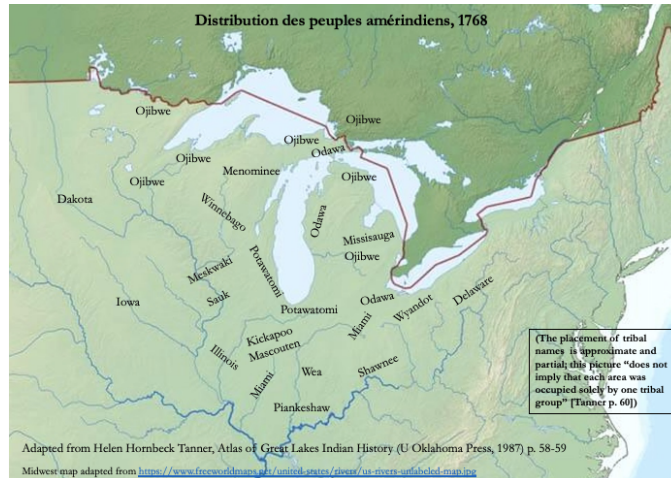 Distribution des peuples amérindiens, 1768
Ojibwe
Ojibwe
Ojibwe
Odawa
Ojibwe
Menominee
Ojibwe
Ojibwe
Dakota
Winnebago
Odawa
Missisauga
Ojibwe
Meskwaki
Potawatomi
Sauk
Iowa
Potawatomi
Odawa
Wyandot
Delaware
Kickapoo
Mascouten
Miami
Illinois
Miami
Wea
Shawnee
Piankeshaw
(The placement of tribal
names is approximate and
partial; this picture “does not
imply that each area was
occupied solely by one tribal
group” [Tanner p. 60])
Adapted from Helen Hornbeck Tanner, Atlas of Great Lakes Indian History (U Oklahoma Press, 1987) p. 58-59
Midwest map adapted from https://www.freeworldmaps.net/united-states/rivers/us-rivers-unlabeled-map.jpg